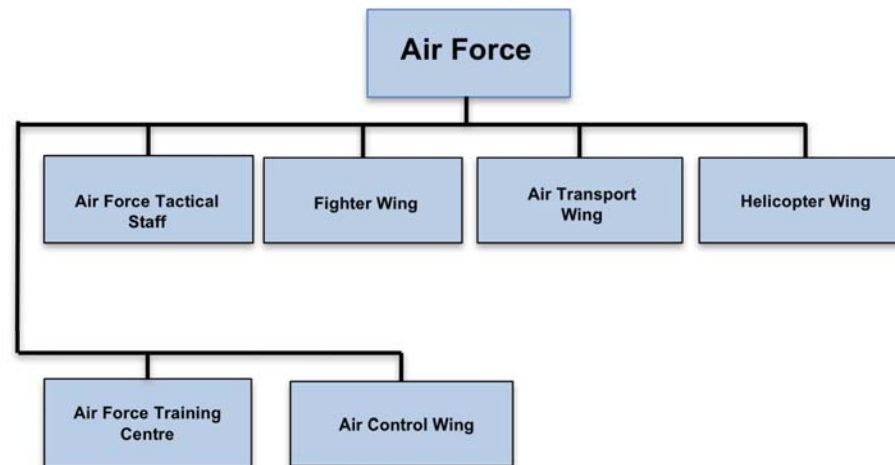 Air Force
Air Force Tactical
Staff
Fighter Wing
Air Transport
Wing
Helicopter Wing
Air Force Training
Centre
Air Control Wing